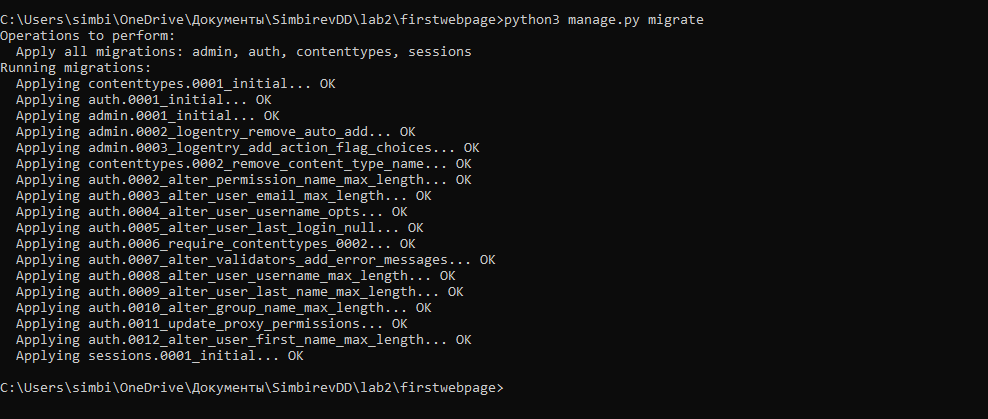 C:\Users\simbi\OneDrive\Документы\SimbirevDD\lab2\firstwebpage>python3 manage.py migrate
Operations to perform:
  Apply all migrations: admin, auth, contenttypes, sessions
Running migrations:
  Applying contenttypes.0001_initial... OK
  Applying auth.0001_initial... OK
  Applying admin.0001_initial... OK
  Applying admin.0002_logentry_remove_auto_add... OK
  Applying admin.0003_logentry_add_action_flag_choices... OK
  Applying contenttypes.0002_remove_content_type_name... OK
  Applying auth.0002_alter_permission_name_max_length... OK
  Applying auth.0003_alter_user_email_max_length... OK
  Applying auth.0004_alter_user_username_opts... OK
  Applying auth.0005_alter_user_last_login_null... OK
  Applying auth.0006_require_contenttypes_0002... OK
  Applying auth.0007_alter_validators_add_error_messages... OK
  Applying auth.0008_alter_user_username_max_length... OK
  Applying auth.0009_alter_user_last_name_max_length... OK
  Applying auth.0010_alter_group_name_max_length... OK
  Applying auth.0011_update_proxy_permissions... OK
  Applying auth.0012_alter_user_first_name_max_length... OK
  Applying sessions.0001_initial... OK
C:\Users\simbi\OneDrive\Документы\SimbirevDD\lab2\firstwebpage>